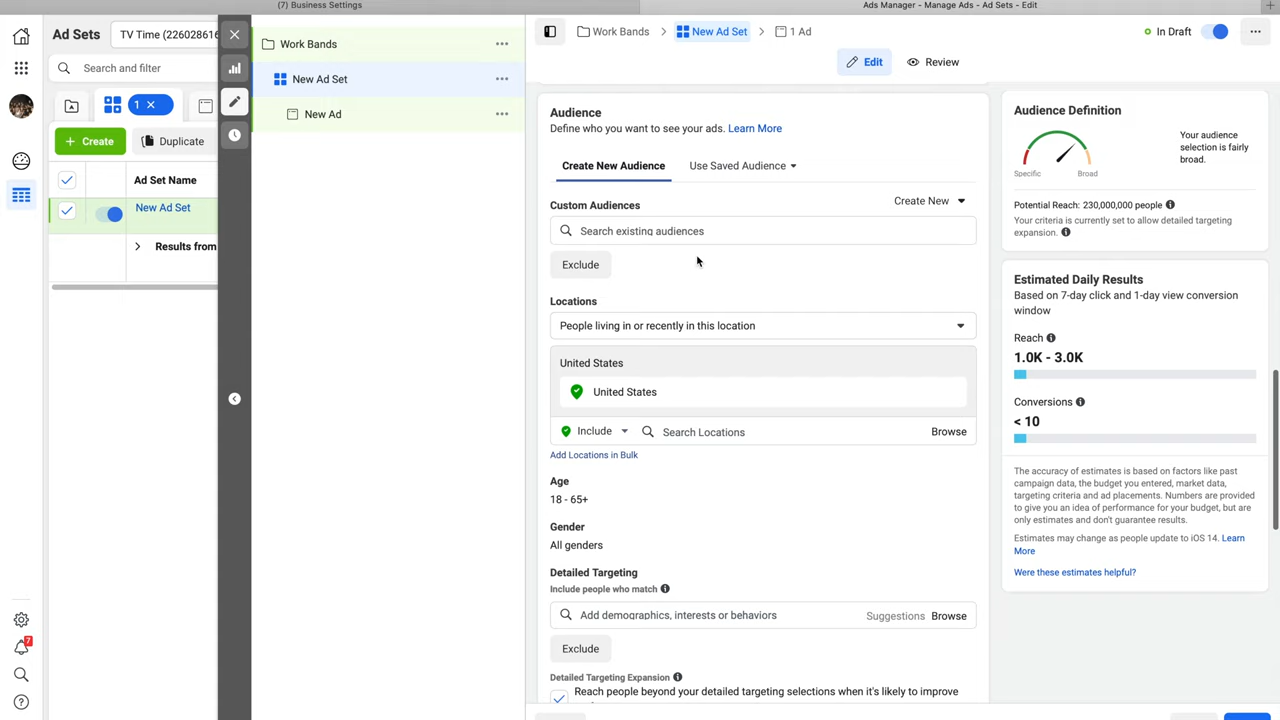 (7) Business Settings
Ads Manager - Manage Ads - Ad Sets - Edit
Ad Sets
TV Time (226028616
Search and filter
1
Create
Duplicate
Ad Set Name
New Ad Set
Results from
7
Work Bands
New Ad Set
New Ad
Work Bands
New Ad Set
1 Ad
In Draft
Edit
Review
Audience
Define who you want to see your ads. Learn More
Create New Audience
Use Saved Audience
Custom Audiences
Create New
Search existing audiences
Exclude
Locations
People living in or recently in this location
United States
United States
Include
Search Locations
Browse
Add Locations in Bulk
Age
18 - 65+
Gender
All genders
Detailed Targeting
Include people who match
Add demographics, interests or behaviors
Suggestions
Browse
Exclude
Detailed Targeting Expansion
Reach people beyond your detailed targeting selections when it's likely to improve
Audience Definition
Specific
Broad
Your audience
selection is fairly
broad.
Potential Reach: 230,000,000 people
Your criteria is currently set to allow detailed targeting
expansion.
Estimated Daily Results
Based on 7-day click and 1-day view conversion
window
Reach
1.0K - 3.0K
Conversions
< 10
The accuracy of estimates is based on factors like past
campaign data, the budget you entered, market data,
targeting criteria and ad placements. Numbers are provided
to give you an idea of performance for your budget, but are
only estimates and don't guarantee results.
Estimates may change as people update to iOS 14. Learn
More
Were these estimates helpful?